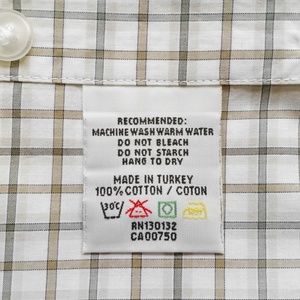 RECOMMENDED:
MACHINE WASH WARM WATER
DO NOT BLEACH
DO NOT STARCH
HANG TO DRY
MADE IN TURKEY
100% COTTON / COTON
30°C
RN130132
CA00750